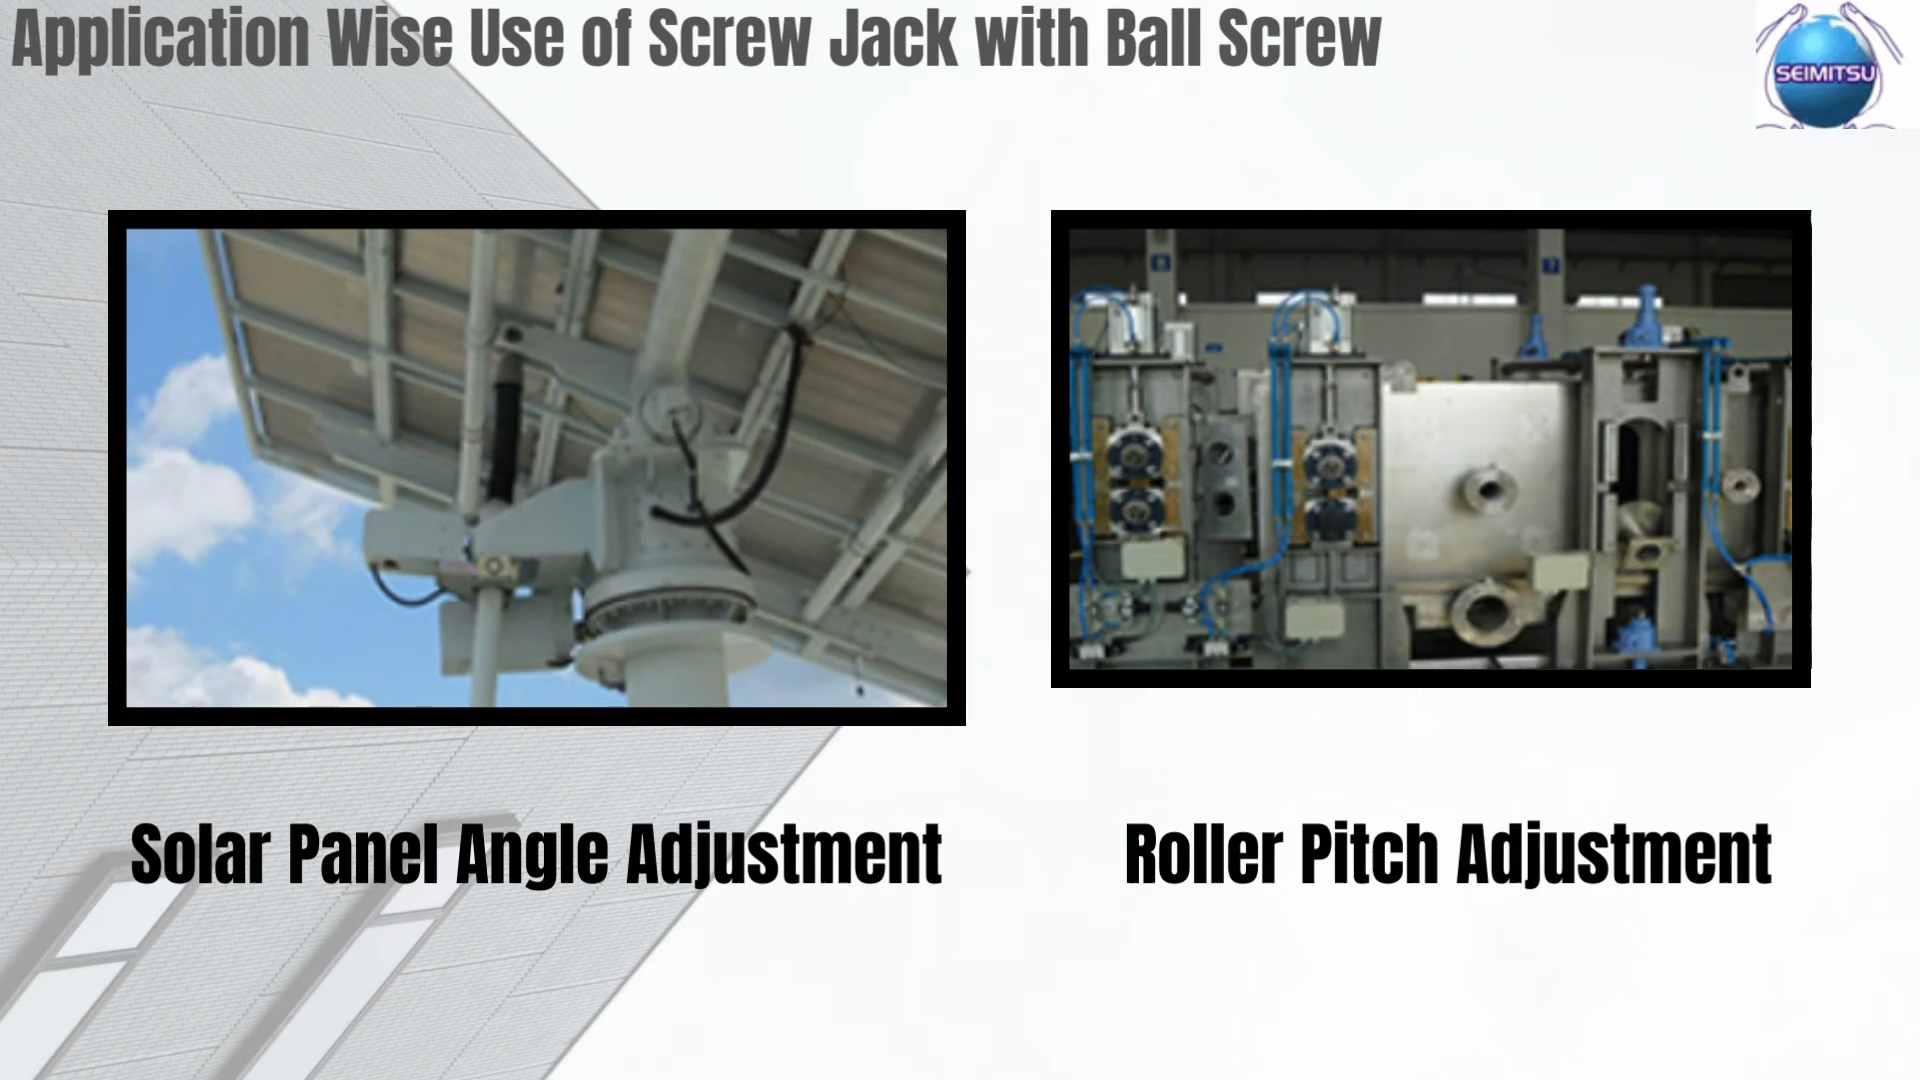 Application Wise Use of Screw Jack with Ball Screw
SEIMITSU
Solar Panel Angle Adjustment
Roller Pitch Adjustment